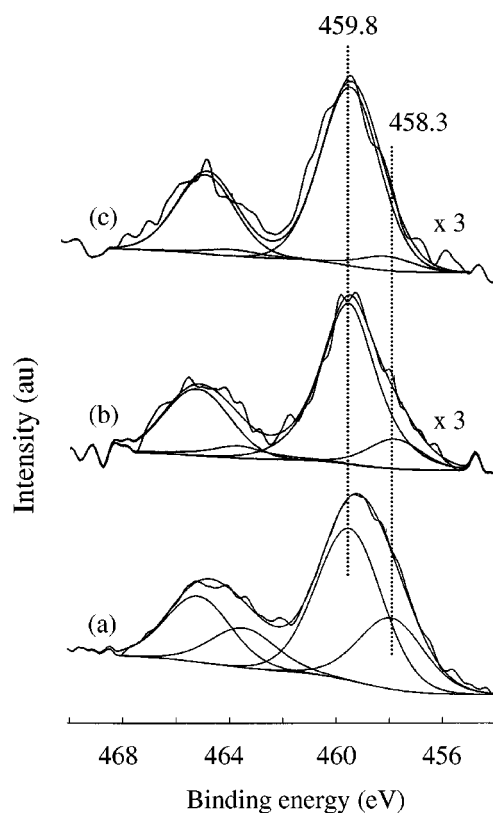 459.8
458.3
(c)
x 3
(b)
x 3
(a)
Intensity (au)
468 464 460 456
Binding energy (eV)